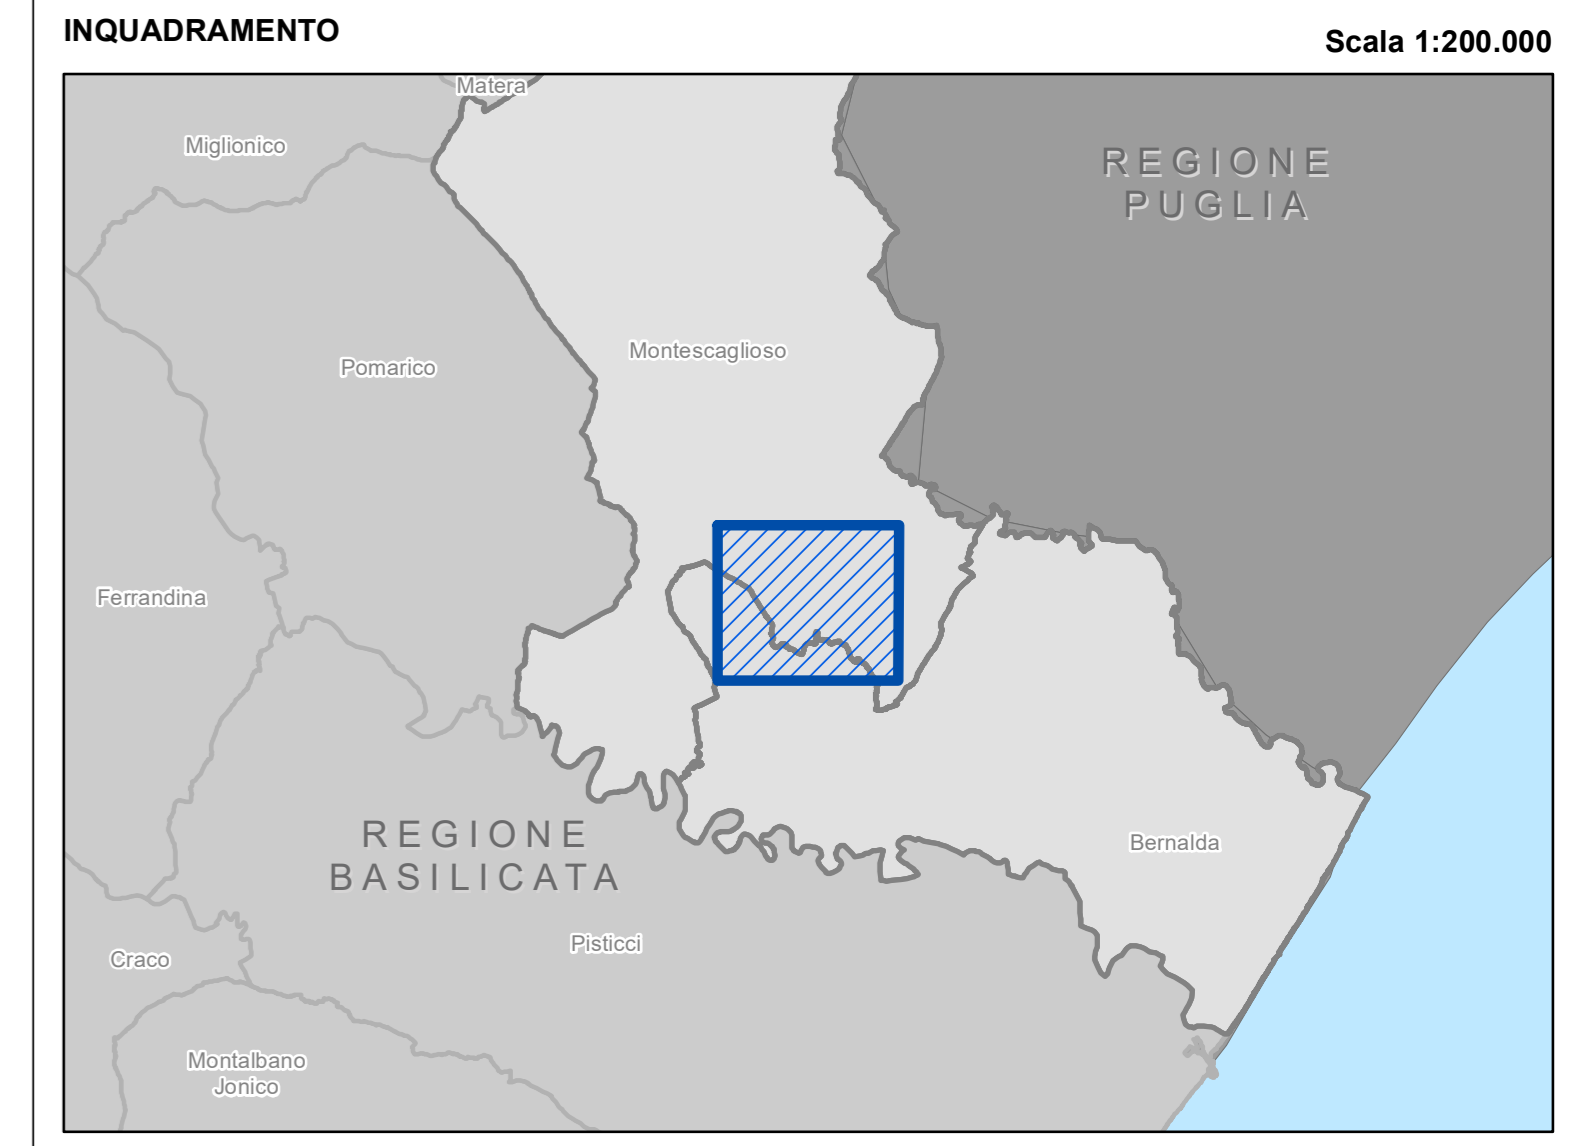 INQUADRAMENTO
Scala 1:200.000
Matera
Miglionico
REGIONE
PUGLIA
Montescaglioso
Pomarico
Ferrandina
REGIONE
BASILICATA
Bernalda
Pisticci
Craco
Montalbano
Jonico